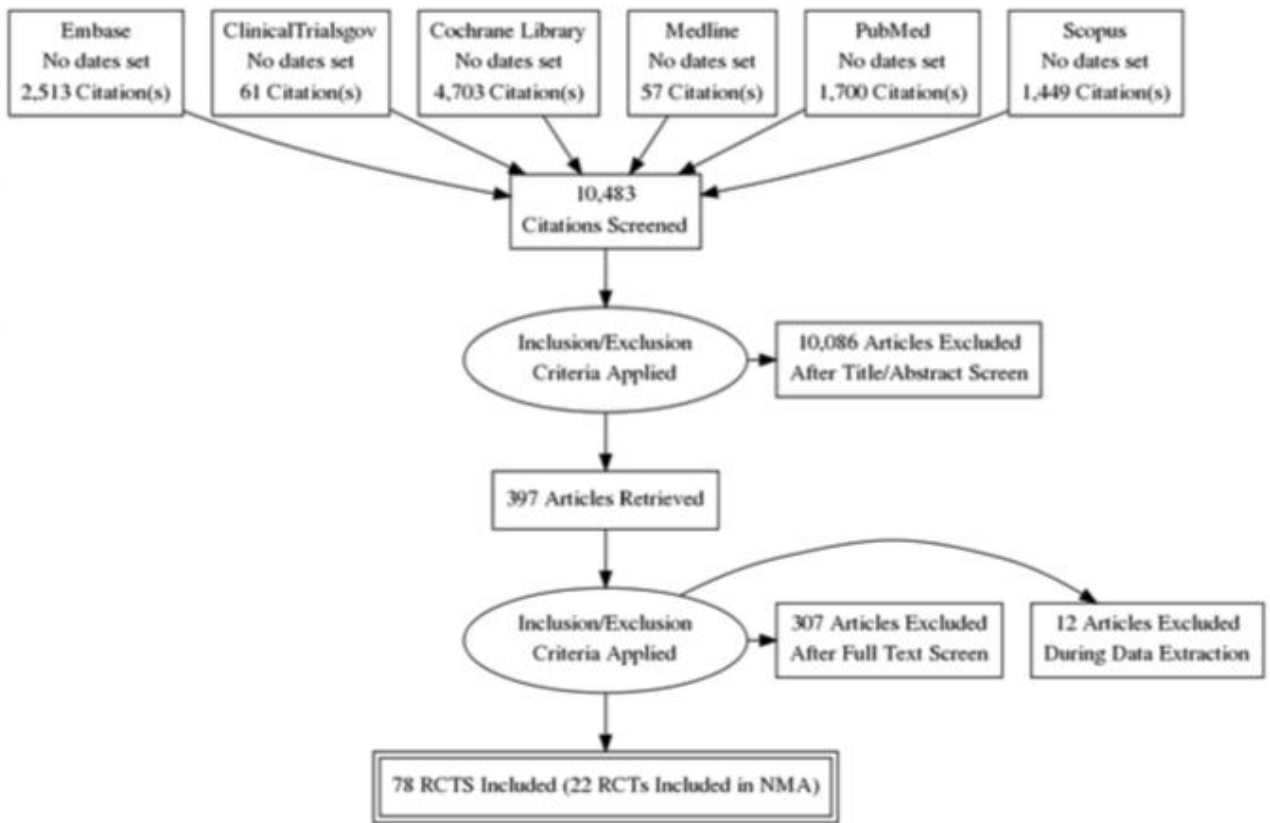 Embase
No dates set
2,513 Citation(s)
ClinicalTrialsgov
No dates set
61 Citation(s)
Cochrane Library
No dates set
4,703 Citation(s)
Medline
No dates set
57 Citation(s)
PubMed
No dates set
1,700 Citation(s)
Scopus
No dates set
1,449 Citation(s)
10,483
Citations Screened
Inclusion/Exclusion
Criteria Applied
10,086 Articles Excluded
After Title/Abstract Screen
397 Articles Retrieved
Inclusion/Exclusion
Criteria Applied
307 Articles Excluded
After Full Text Screen
12 Articles Excluded
During Data Extraction
78 RCTS Included (22 RCTs Included in NMA)